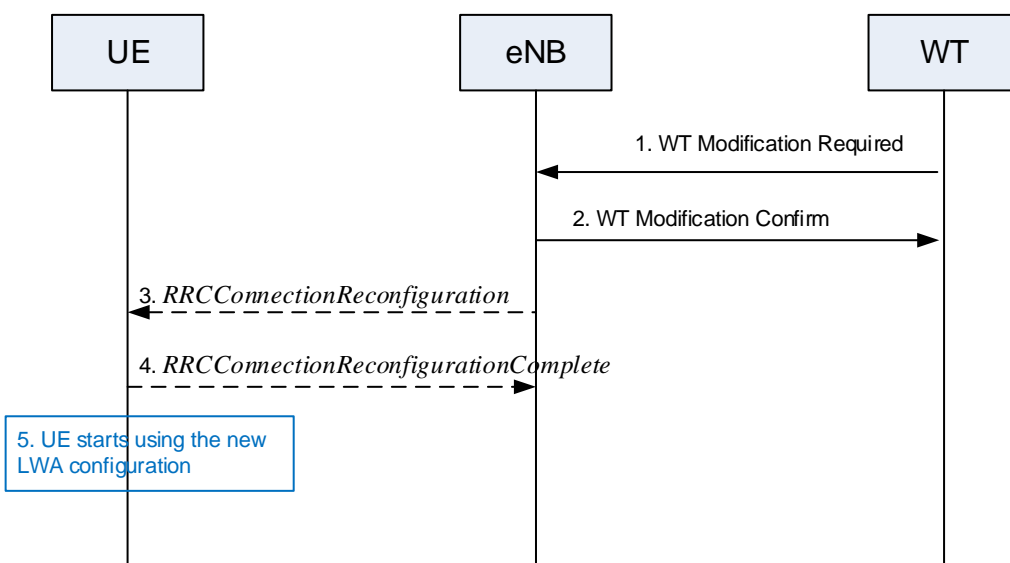 UE
eNB
WT
1. WT Modification Required
2. WT Modification Confirm
3. RRCConnectionReconfiguration
4. RRCConnectionReconfigurationComplete
5. UE starts using the new
LWA configuration